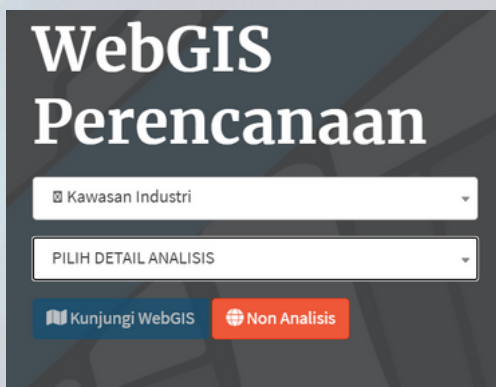 WebGIS
Perencanaan
Kawasan Industri
PILIH DETAIL ANALISIS
Kunjungi WebGIS
Non Analisis